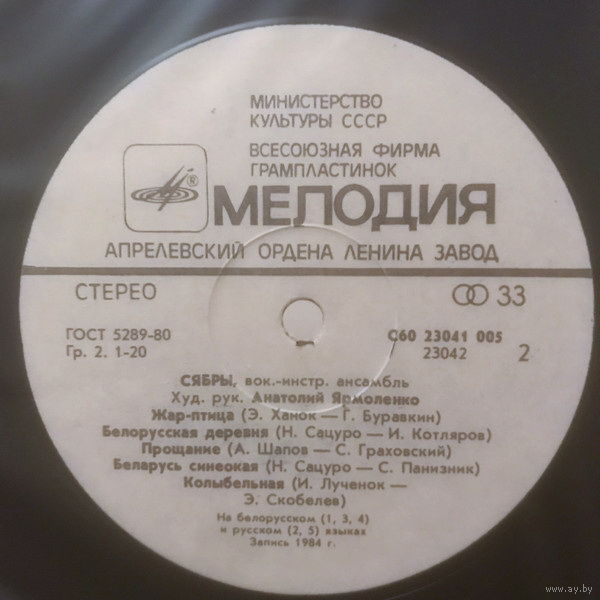 МИНИСТЕРСТВО
КУЛЬТУРЫ СССР
ВСЕСОЮЗНАЯ ФИРМА
ГРАМПЛАСТИНОК
®
МЕЛОДИЯ
АПРЕЛЕВСКИЙ ОРДЕНА ЛЕНИНА ЗАВОД
СТЕРЕО 33
ГОСТ 5289-80 С60 23041 005
Гр. 2. 1-20 23042 2
СЯБРЫ, вок.-инстр. ансамбль
Худ. рук. Анатолий Ярмоленко
Жар-птица (Э. Ханок — Г. Буравкин)
Белорусская деревня (Н. Сацуро — И. Котляров)
Прощание (А. Шапов — С. Граховский)
Беларусь синеокая (Н. Сацуро — С. Панизник)
Колыбельная (И. Лученок —
Э. Скобелев)
На белорусском (1, 3, 4)
и русском (2, 5) языках
Запись 1984 г.
www.ay.by